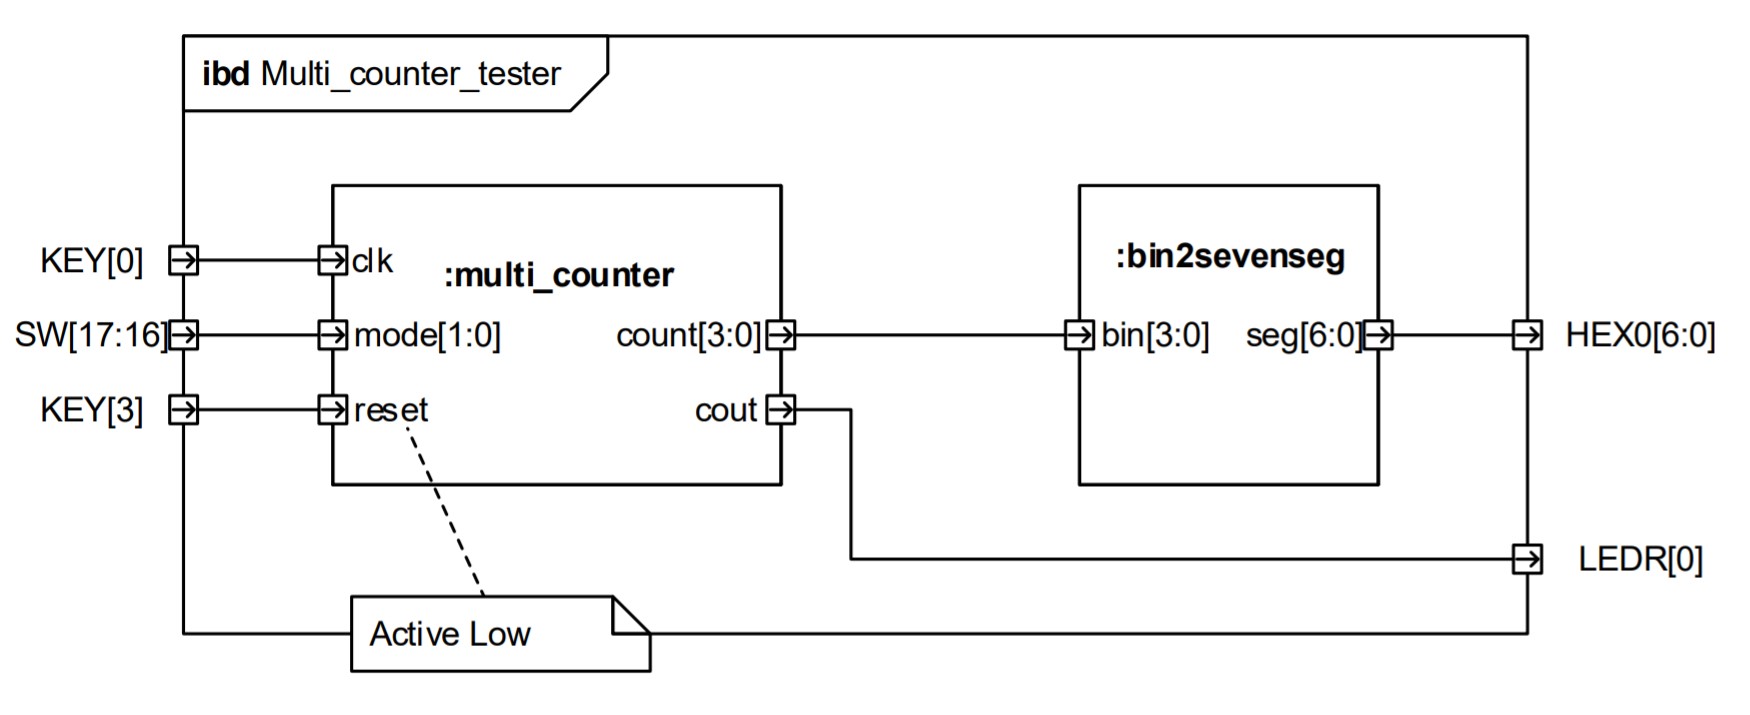 ibd Multi_counter_tester
KEY[0]
clk
:multi_counter
:bin2sevenseg
SW[17:16]
mode[1:0]
count[3:0]
bin[3:0]
seg[6:0]
HEX0[6:0]
KEY[3]
reset
cout
LEDR[0]
Active Low